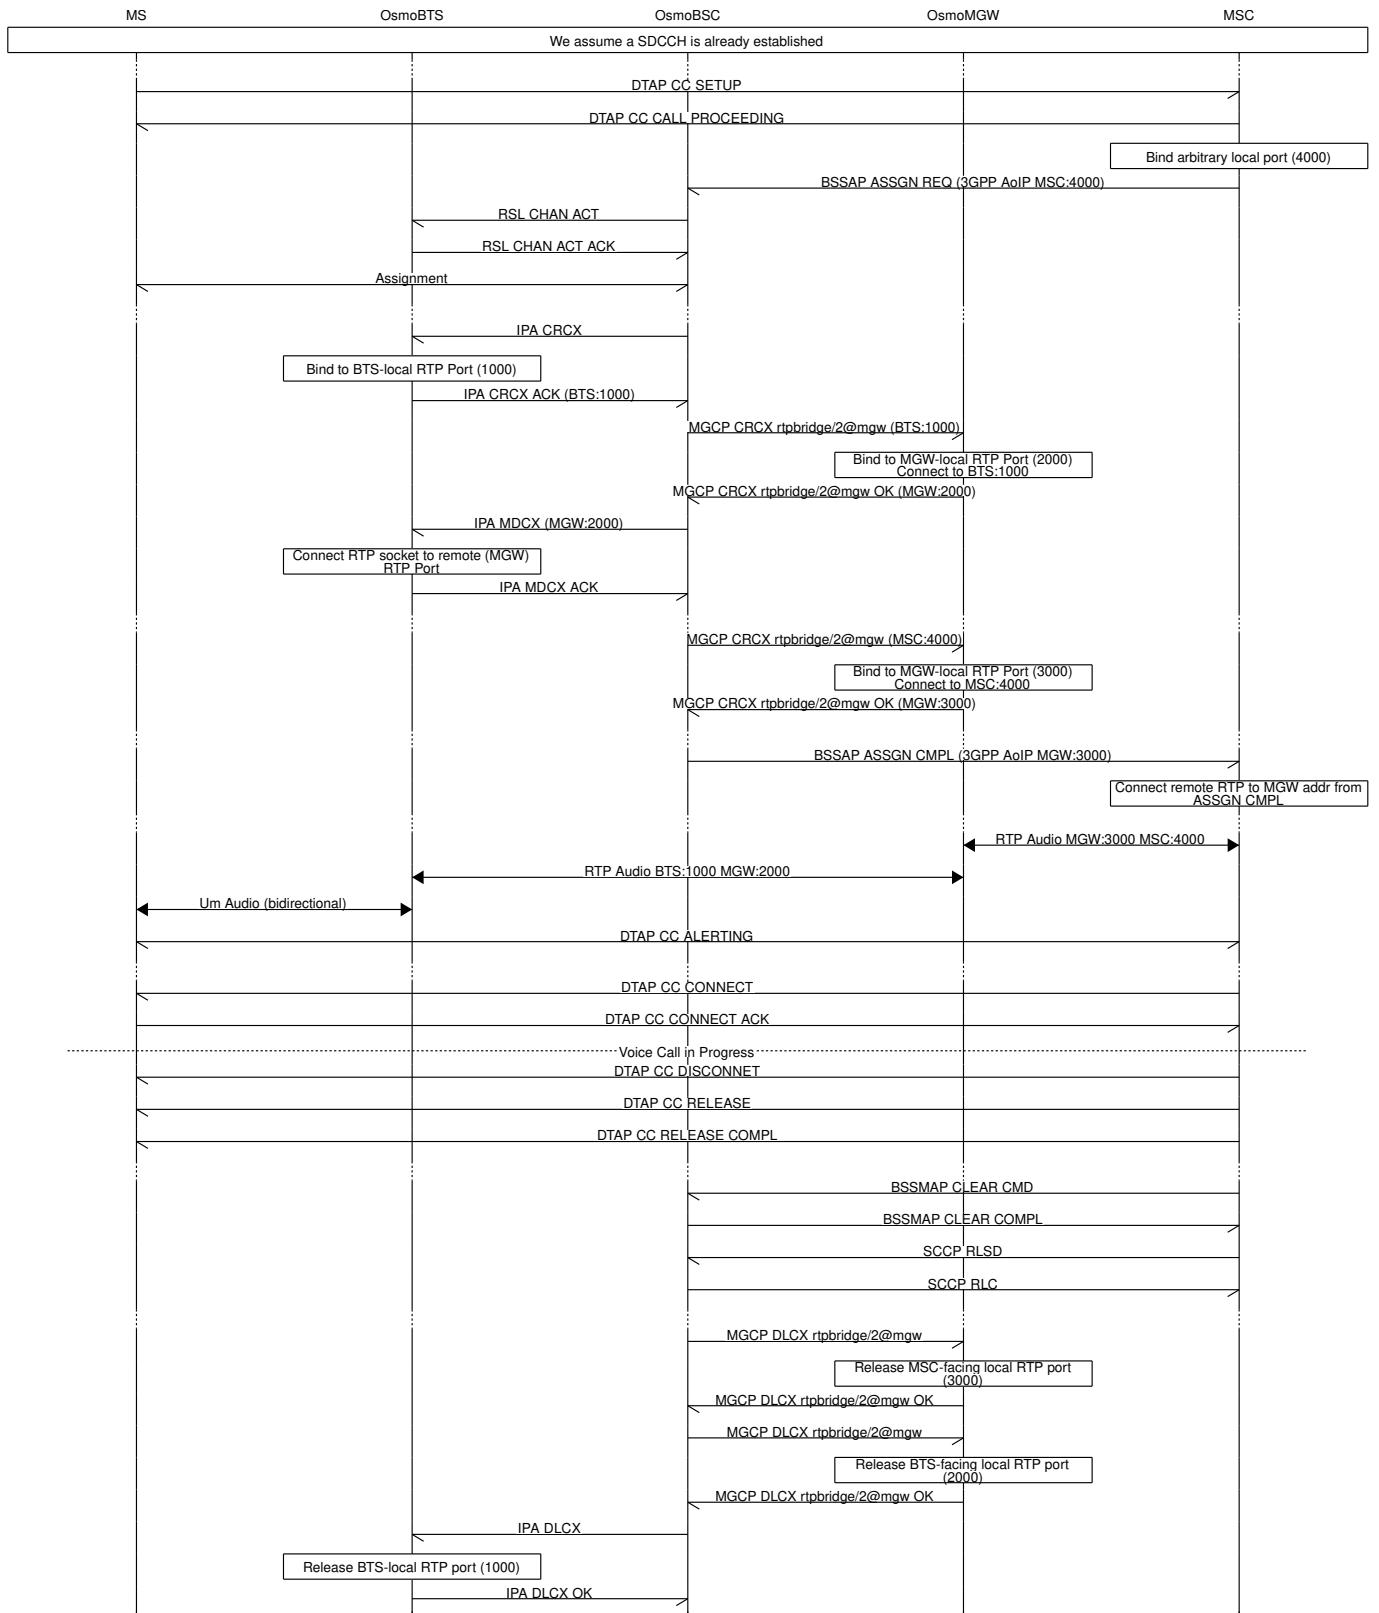 MS OsmoBTS OsmoBSC OsmoMGW MSC
We assume a SDCCH is already established
DTAP CC SETUP
DTAP CC CALL PROCEEDING
Bind arbitrary local port (4000)
BSSAP ASSGN REQ (3GPP AoIP MSC:4000)
RSL CHAN ACT
RSL CHAN ACT ACK
Assignment
IPA CRCX
Bind to BTS-local RTP Port (1000)
IPA CRCX ACK (BTS:1000)
MGCP CRCX rtpbridge/2@mgw (BTS:1000)
Bind to MGW-local RTP Port (2000)
Connect to BTS:1000
MGCP CRCX rtpbridge/2@mgw OK (MGW:2000)
IPA MDCX (MGW:2000)
Connect RTP socket to remote (MGW)
RTP Port
IPA MDCX ACK
MGCP CRCX rtpbridge/2@mgw (MSC:4000)
Bind to MGW-local RTP Port (3000)
Connect to MSC:4000
MGCP CRCX rtpbridge/2@mgw OK (MGW:3000)
BSSAP ASSGN CMPL (3GPP AoIP MGW:3000)
Connect remote RTP to MGW addr from
ASSGN CMPL
RTP Audio MGW:3000 MSC:4000
RTP Audio BTS:1000 MGW:2000
Um Audio (bidirectional)
DTAP CC ALERTING
DTAP CC CONNECT
DTAP CC CONNECT ACK
Voice Call in Progress
DTAP CC DISCONNET
DTAP CC RELEASE
DTAP CC RELEASE COMPL
BSSMAP CLEAR CMD
BSSMAP CLEAR COMPL
SCCP RLSD
SCCP RLC
MGCP DLCX rtpbridge/2@mgw
Release MSC-facing local RTP port
(3000)
MGCP DLCX rtpbridge/2@mgw OK
MGCP DLCX rtpbridge/2@mgw
Release BTS-facing local RTP port
(2000)
MGCP DLCX rtpbridge/2@mgw OK
IPA DLCX
Release BTS-local RTP port (1000)
IPA DLCX OK